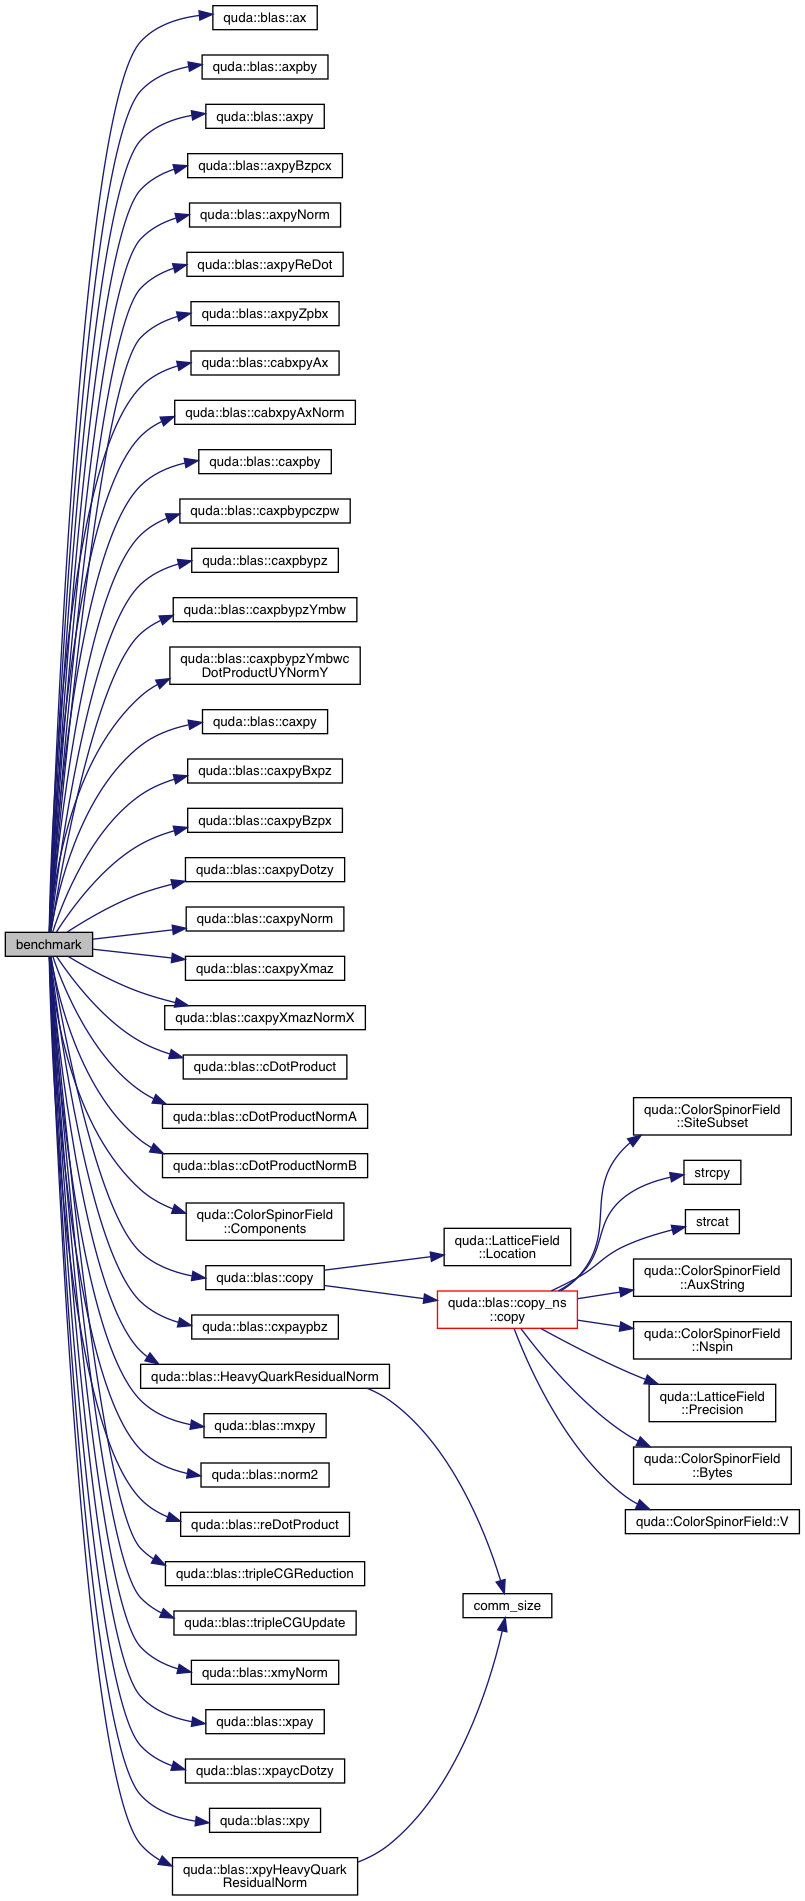 quda::blas::ax
quda::blas::axpby
quda::blas::axpy
quda::blas::axpyBzpcx
quda::blas::axpyNorm
quda::blas::axpyReDot
quda::blas::axpyZpbx
quda::blas::cabxpyAx
quda::blas::cabxpyAxNorm
quda::blas::caxpby
quda::blas::caxpbypczpw
quda::blas::caxpbypz
quda::blas::caxpbypzYmbw
quda::blas::caxpbypzYmbwc
DotProductUYNormY
quda::blas::caxpy
quda::blas::caxpyBxpz
quda::blas::caxpyBzpx
quda::blas::caxpyDotzy
quda::blas::caxpyNorm
benchmark
quda::blas::caxpyXmaz
quda::blas::caxpyXmazNormX
quda::blas::cDotProduct
quda::blas::cDotProductNormA
quda::blas::cDotProductNormB
quda::ColorSpinorField
::Components
quda::blas::copy
quda::blas::cxpaypbz
quda::blas::HeavyQuarkResidualNorm
quda::blas::mxpy
quda::blas::norm2
quda::blas::reDotProduct
quda::blas::tripleCGReduction
quda::blas::tripleCGUpdate
quda::blas::xmyNorm
quda::blas::xpay
quda::blas::xpaycDotzy
quda::blas::xpy
quda::blas::xpyHeavyQuark
ResidualNorm
quda::LatticeField
::Location
quda::blas::copy_ns
::copy
comm_size
quda::ColorSpinorField
::SiteSubset
strcpy
strcat
quda::ColorSpinorField
::AuxString
quda::ColorSpinorField
::Nspin
quda::LatticeField
::Precision
quda::ColorSpinorField
::Bytes
quda::ColorSpinorField::V